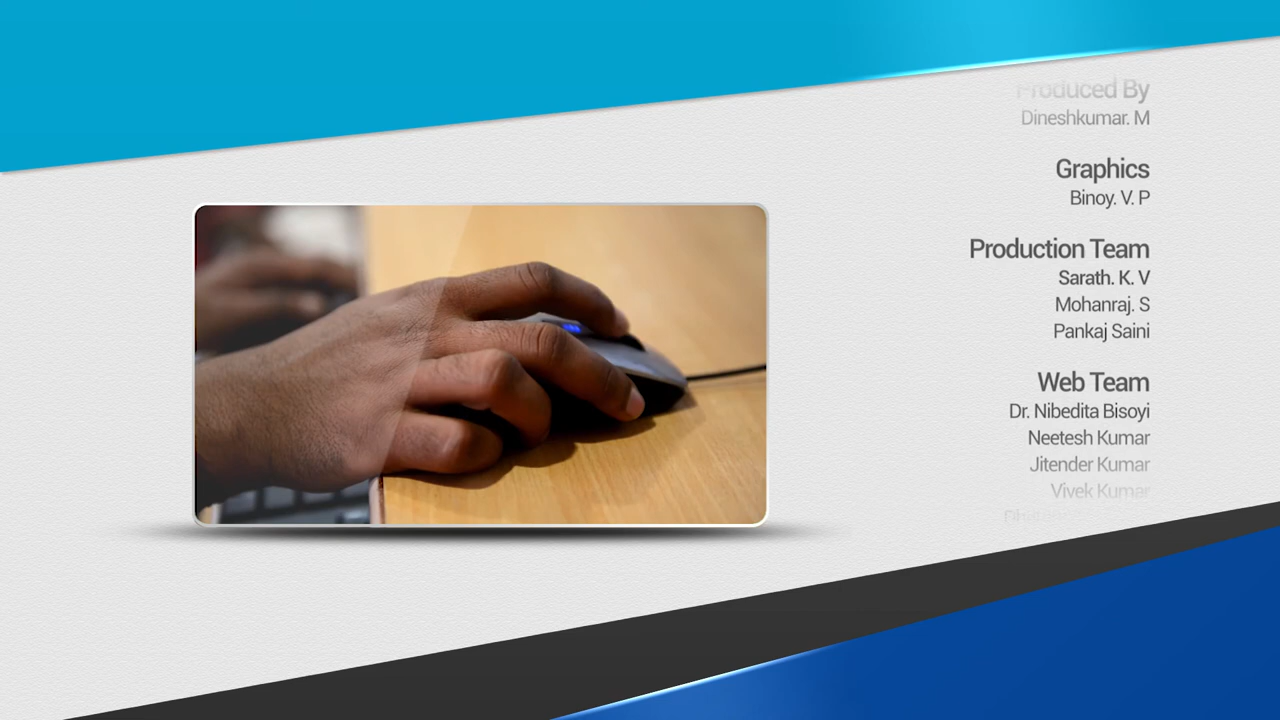 Produced By
Dineshkumar. M
Graphics
Binoy. V. P
Production Team
Sarath. K. V
Mohanraj. S
Pankaj Saini
Web Team
Dr. Nibedita Bisoyi
Neetesh Kumar
Jitender Kumar
Vivek Kumar